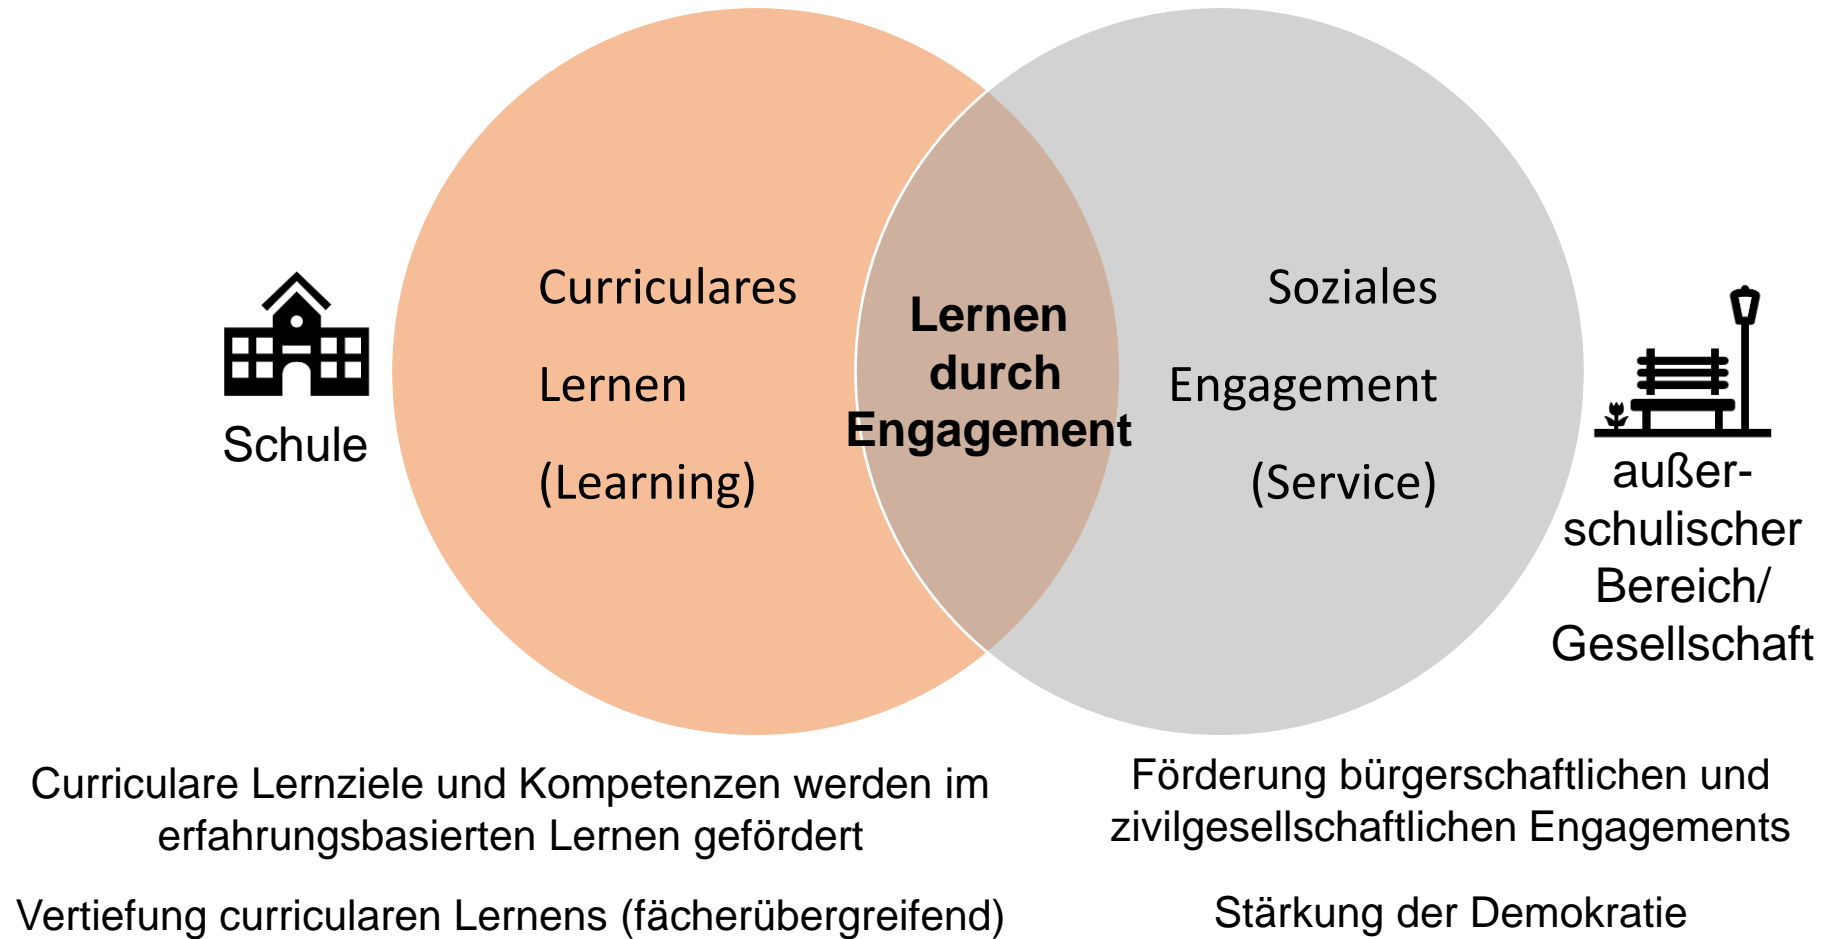 Schule
Curriculares
Lernen
(Learning)
Lernen
durch
Engagement
Soziales
Engagement
(Service)
außer-
schulischer
Bereich/
Gesellschaft
Curriculare Lernziele und Kompetenzen werden im
erfahrungsbasierten Lernen gefördert
Vertiefung curricularen Lernens (fächerübergreifend)
Förderung bürgerschaftlichen und
zivilgesellschaftlichen Engagements
Stärkung der Demokratie